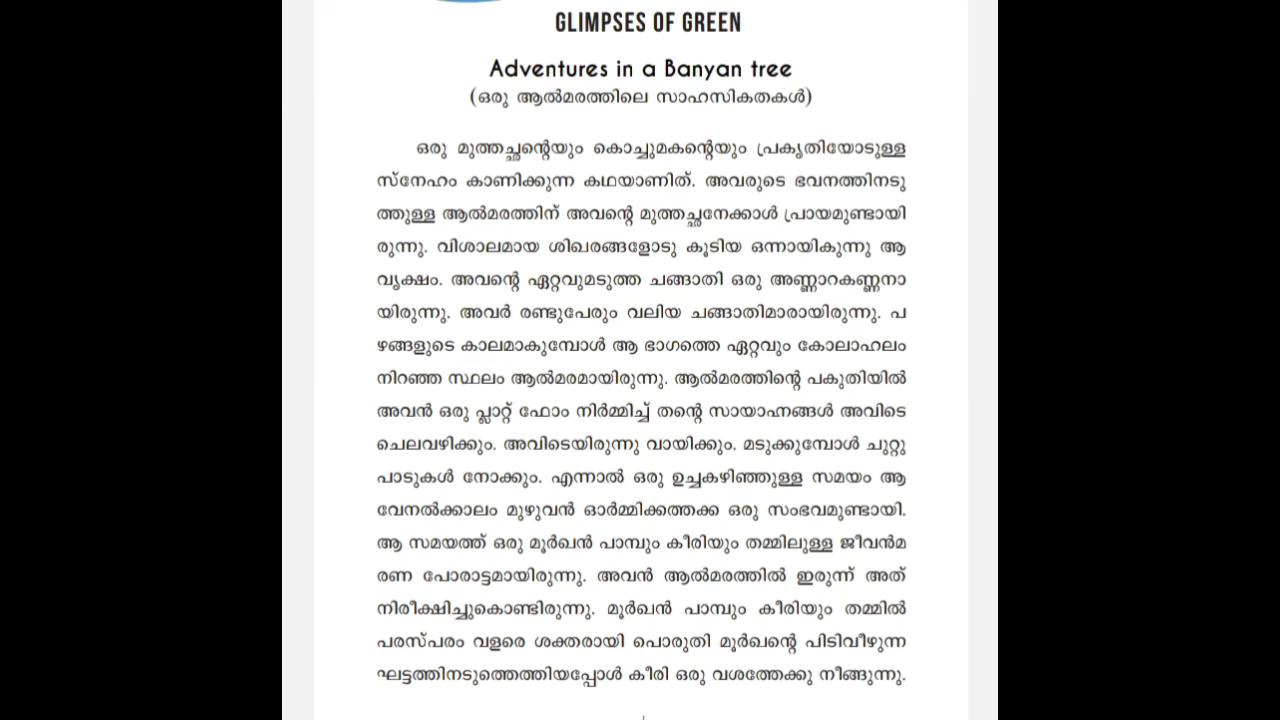 GLIMPSES OF GREEN
Adventures in a Banyan tree
(ഒരു ആൽമരത്തിലെ സാഹസികതകൾ)
ഒരു മുത്തച്ഛന്റെയും കൊച്ചുമകന്റെയും പ്രകൃതിയോടുള്ള
സ്നേഹം കാണിക്കുന്ന കഥയാണിത്. അവരുടെ ഭവനത്തിനടു
ത്തുള്ള ആൽമരത്തിന് അവന്റെ മുത്തച്ഛനേക്കാൾ പ്രായമുണ്ടായി
രുന്നു. വിശാലമായ ശിഖരങ്ങളോടു കൂടിയ ഒന്നായികുന്നു ആ
വൃക്ഷം. അവന്റെ ഏറ്റവുമടുത്ത ചങ്ങാതി ഒരു അണ്ണാറകണ്ണനാ
യിരുന്നു. അവർ രണ്ടുപേരും വലിയ ചങ്ങാതിമാരായിരുന്നു. പ
ഴങ്ങളുടെ കാലമാകുമ്പോൾ ആ ഭാഗത്തെ ഏറ്റവും കോലാഹലം
നിറഞ്ഞ സ്ഥലം ആൽമരമായിരുന്നു. ആൽമരത്തിന്റെ പകുതിയിൽ
അവൻ ഒരു പ്ലാറ്റ് ഫോം നിർമ്മിച്ച് തന്റെ സായാഹ്നങ്ങൾ അവിടെ
ചെലവഴിക്കും. അവിടെയിരുന്നു വായിക്കും. മടുക്കുമ്പോൾ ചുറ്റു
പാടുകൾ നോക്കും. എന്നാൽ ഒരു ഉച്ചകഴിഞ്ഞുള്ള സമയം ആ
വേനൽക്കാലം മുഴുവൻ ഓർമ്മിക്കത്തക്ക ഒരു സംഭവമുണ്ടായി.
ആ സമയത്ത് ഒരു മൂർഖൻ പാമ്പും കീരിയും തമ്മിലുള്ള ജീവൻമ
രണ പോരാട്ടമായിരുന്നു. അവൻ ആൽമരത്തിൽ ഇരുന്ന് അത്
നിരീക്ഷിച്ചുകൊണ്ടിരുന്നു. മൂർഖൻ പാമ്പും കീരിയും തമ്മിൽ
പരസ്പരം വളരെ ശക്തരായി പൊരുതി മൂർഖന്റെ പിടിവീഴുന്ന
ഘട്ടത്തിനടുത്തെത്തിയപ്പോൾ കീരി ഒരു വശത്തേക്കു നീങ്ങുന്നു.